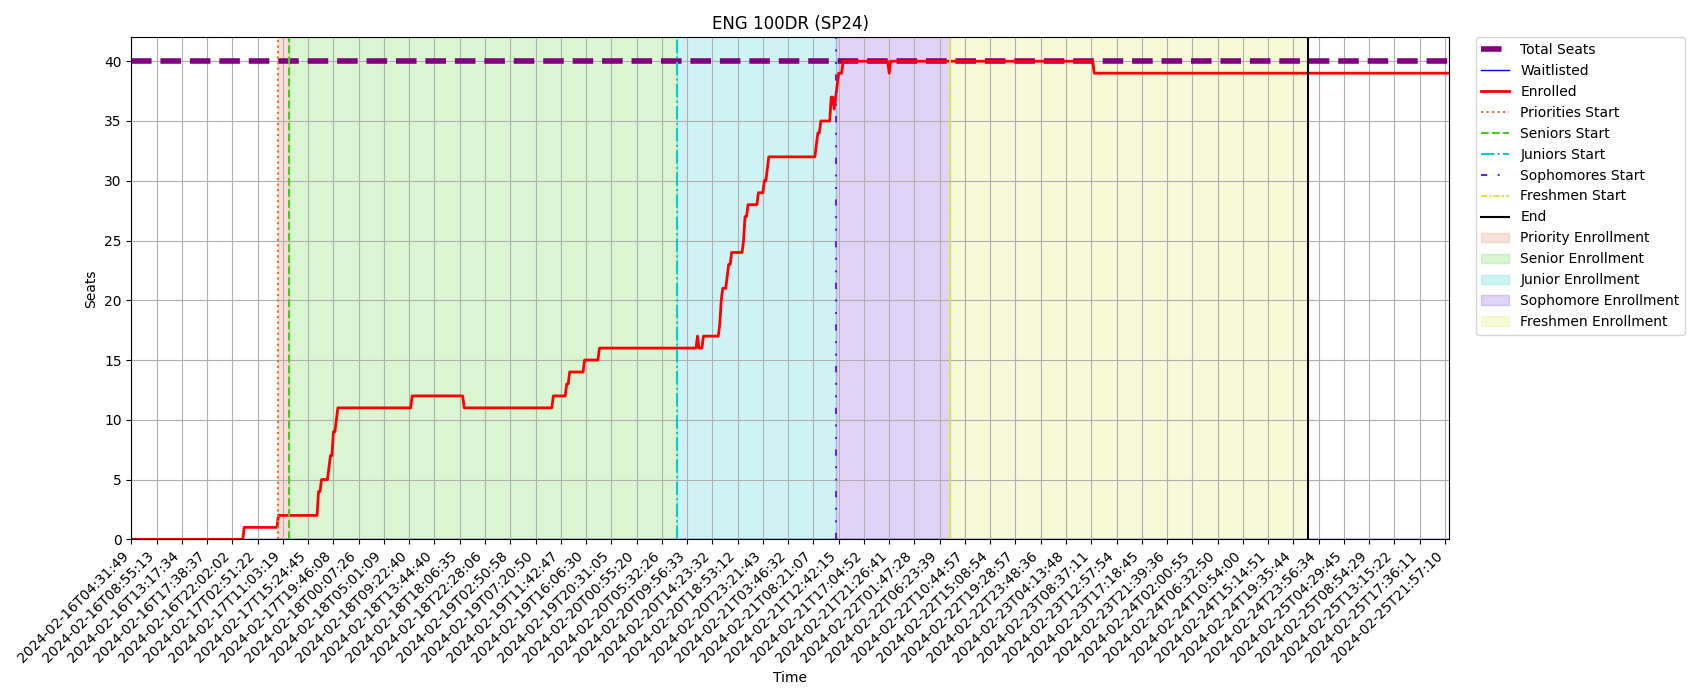 ENG 100DR (SP24)
40
35
30
25
20
15
10
5
0
Seats
2024-02-16T04:31:49
2024-02-16T08:55:13
2024-02-16T13:17:34
2024-02-16T17:38:37
2024-02-16T22:02:02
2024-02-17T02:51:22
2024-02-17T11:03:19
2024-02-17T15:24:45
2024-02-17T19:46:08
2024-02-18T00:07:26
2024-02-18T05:01:09
2024-02-18T09:22:40
2024-02-18T13:44:40
2024-02-18T18:06:35
2024-02-18T22:28:06
2024-02-19T02:50:58
2024-02-19T07:20:50
2024-02-19T11:42:47
2024-02-19T16:06:30
2024-02-19T20:31:05
2024-02-20T00:55:20
2024-02-20T05:32:26
2024-02-20T09:56:33
2024-02-20T14:23:32
2024-02-20T18:53:12
2024-02-20T23:21:43
2024-02-21T03:46:32
2024-02-21T08:21:07
2024-02-21T12:42:15
2024-02-21T17:04:52
2024-02-21T21:26:41
2024-02-22T01:47:28
2024-02-22T06:23:39
2024-02-22T10:44:57
2024-02-22T15:08:54
2024-02-22T19:28:57
2024-02-22T23:48:36
2024-02-23T04:13:48
2024-02-23T08:37:11
2024-02-23T12:57:54
2024-02-23T17:18:45
2024-02-23T21:39:36
2024-02-24T02:00:55
2024-02-24T06:32:50
2024-02-24T10:54:00
2024-02-24T15:14:51
2024-02-24T19:35:44
2024-02-24T23:56:34
2024-02-25T04:29:45
2024-02-25T08:54:29
2024-02-25T13:15:22
2024-02-25T17:36:11
2024-02-25T21:57:10
Time
Total Seats
Waitlisted
Enrolled
Priorities Start
Seniors Start
Juniors Start
Sophomores Start
Freshmen Start
End
Priority Enrollment
Senior Enrollment
Junior Enrollment
Sophomore Enrollment
Freshmen Enrollment